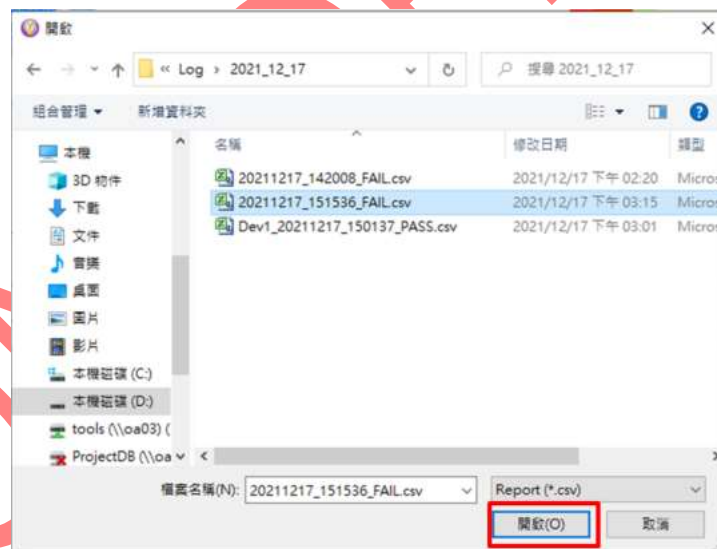 開啟
« Log › 2021_12_17
搜尋 2021_12_17
組合管理 新增資料夾
名稱 修改日期 類型
20211217_142008_FAIL.csv 2021/12/17 下午 02:20 Micros
20211217_151536_FAIL.csv 2021/12/17 下午 03:15 Micros
Dev1_20211217_150137_PASS.csv 2021/12/17 下午 03:01 Micros
本機
3D 物件
下載
文件
音樂
桌面
圖片
影片
本機磁碟 (C:)
本機磁碟 (D:)
tools (\\oa03) (
ProjectDB (\\oa
檔案名稱(N): 20211217_151536_FAIL.csv Report (*.csv)
開啟(O) 取消